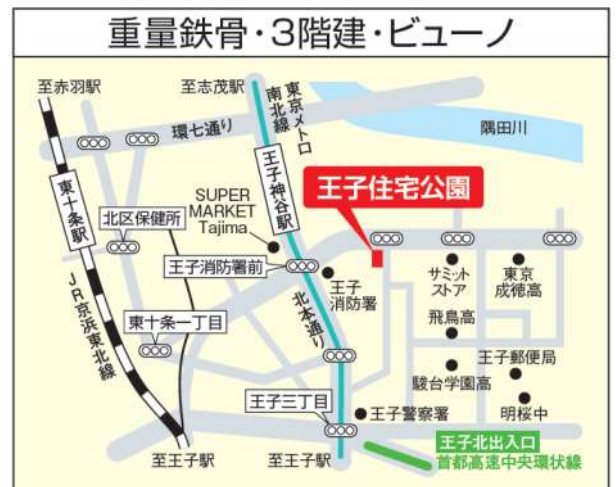 重量鉄骨・3階建・ビューノ
至赤羽駅
至志茂駅
東京メトロ
南北線
隅田川
環七通り
王子神谷駅
王子住宅公園
東十条駅
SUPER
MARKET
Tajima
北区保健所
王子消防署前
王子
消防署
サミット
ストア
東京
成徳高
JR京浜東北線
北本通り
飛鳥高
東十条一丁目
王子郵便局
駿台学園高
王子三丁目
王子警察署
明桜中
至王子駅
至王子駅
王子北出入口
首都高速中央環状線